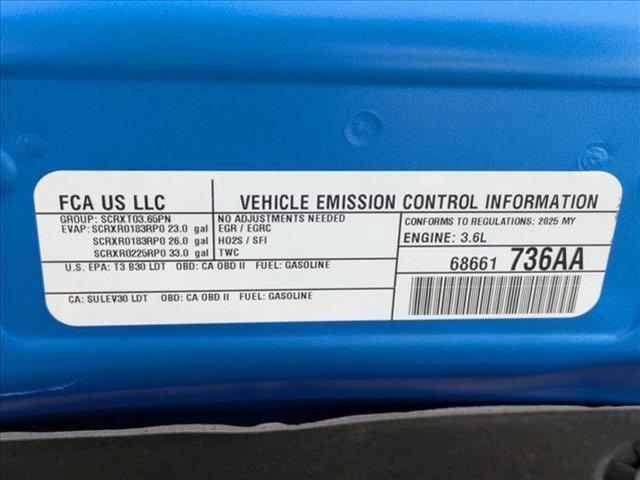 FCA US LLC
VEHICLE EMISSION CONTROL INFORMATION
GROUP: SCRXT03.65PN
EVAP: SCRXR0183RP0 23.0 gal
SCRXR0183RP0 26.0 gal
SCRXR0225RP0 33.0 gal
NO ADJUSTMENTS NEEDED
EGR / EGRC
HO2S / SFI
TWC
CONFORMS TO REGULATIONS: 2025 MY
ENGINE: 3.6L
U.S. EPA: T3 B30 LDT OBD: CA OBD II FUEL: GASOLINE
CA: SULEV30 LDT OBD: CA OBD II FUEL: GASOLINE
68661 736AA